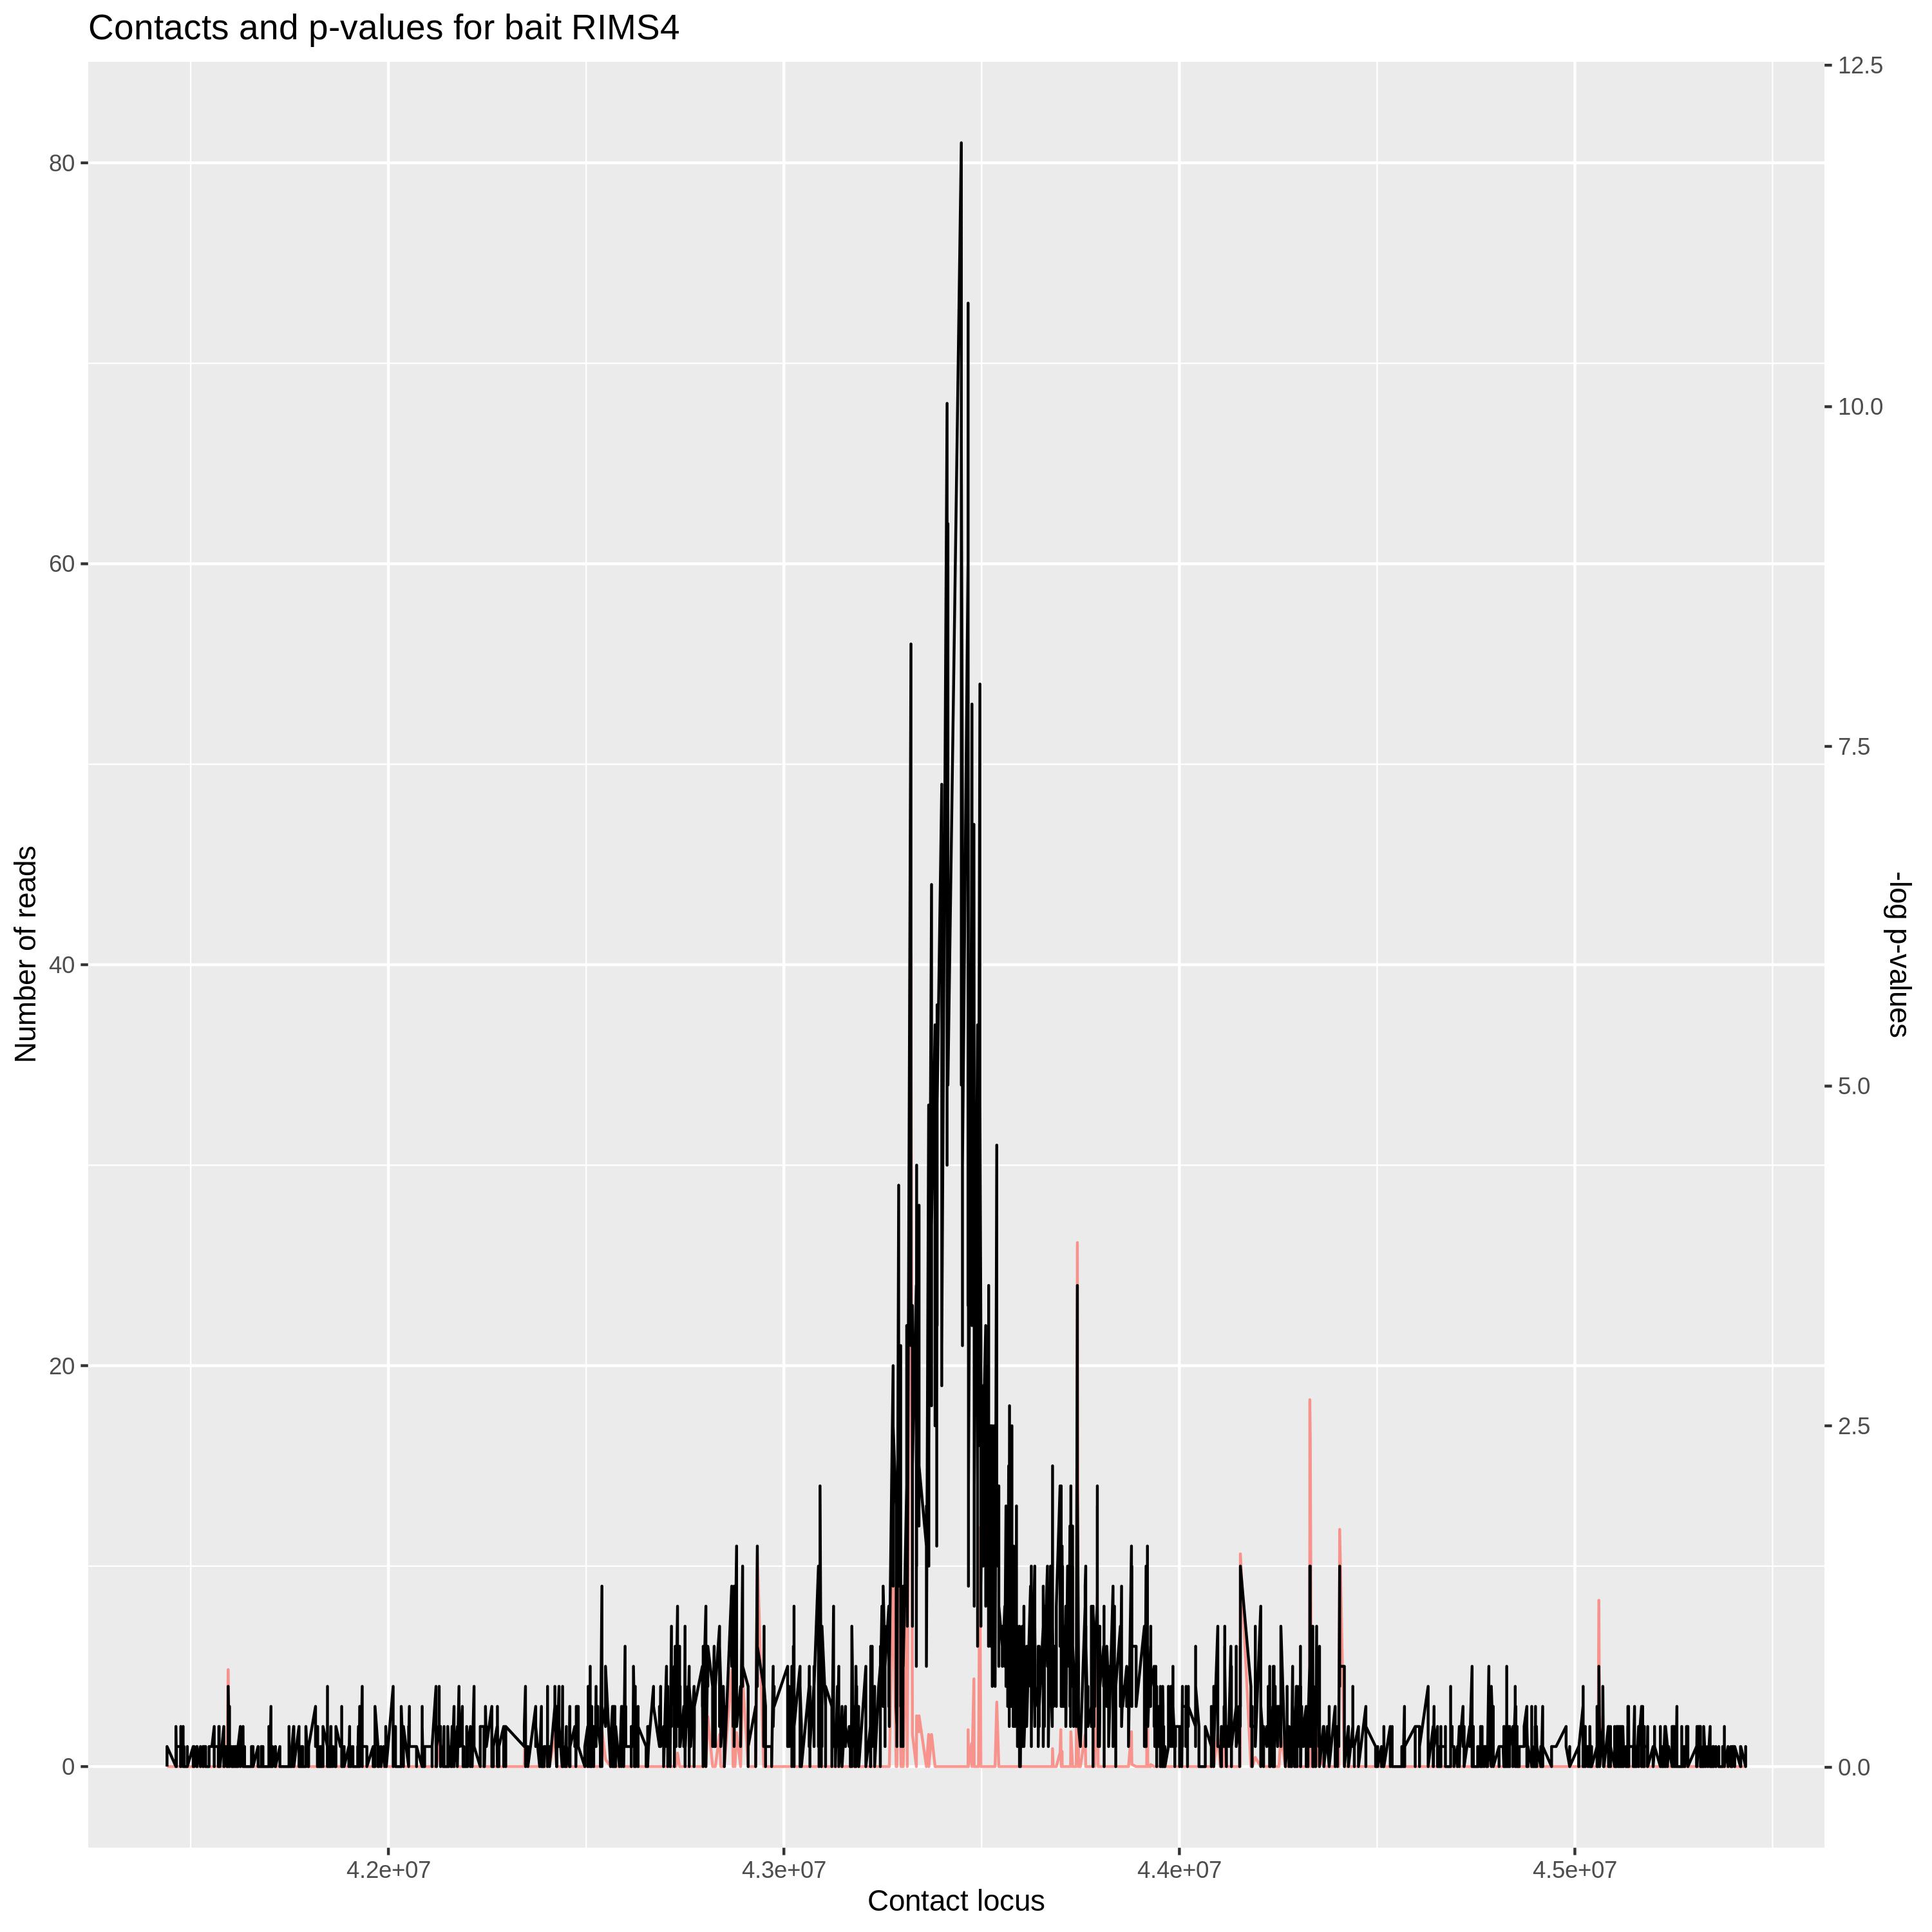 Contacts and p-values for bait RIMS4
12.5
80
10.0
60
7.5
Number of reads
-log p-values
40
5.0
20
2.5
0
0.0
4.2e+07
4.3e+07
4.4e+07
4.5e+07
Contact locus